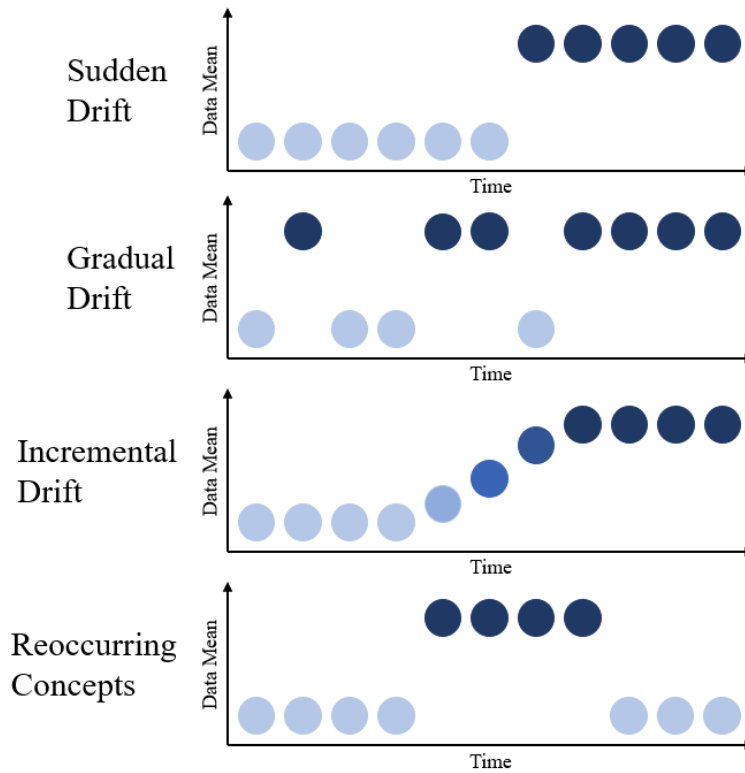 Sudden
Drift
Data Mean
Time
Gradual
Drift
Data Mean
Time
Incremental
Drift
Data Mean
Time
Reoccurring
Concepts
Data Mean
Time